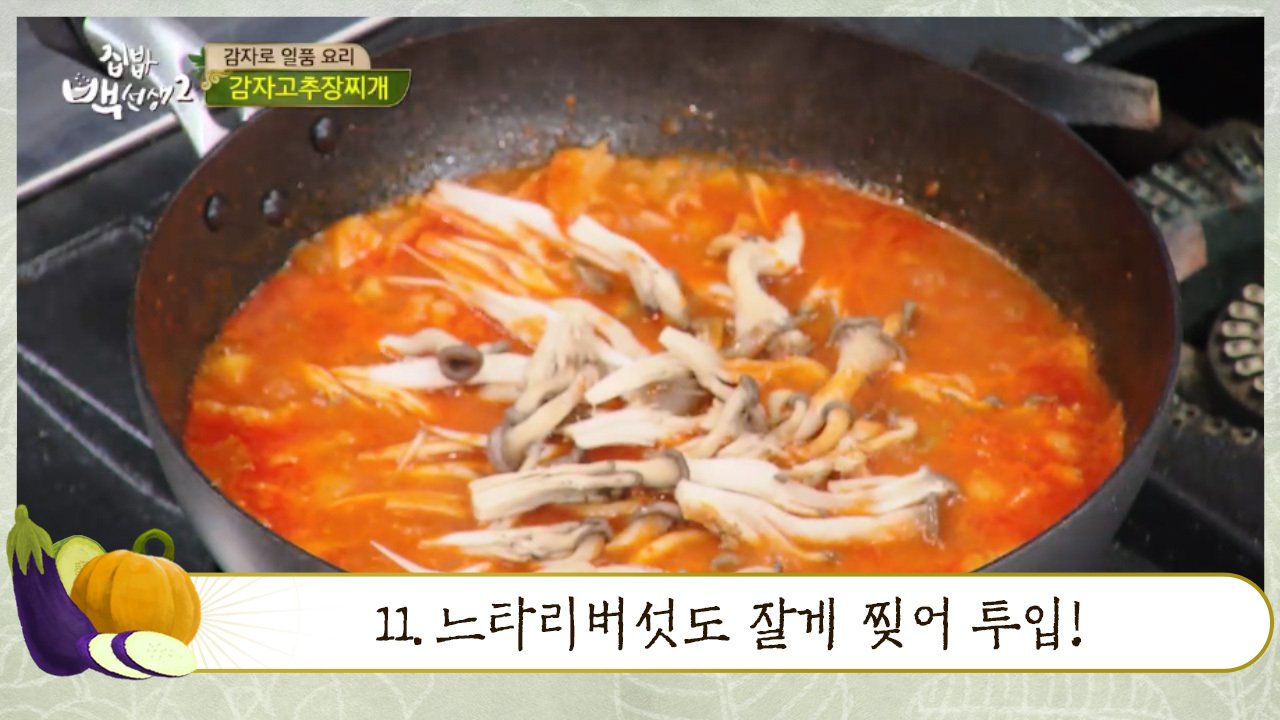 집밥
백선생2
감자로 일품 요리
감자고추장찌개
11. 느타리버섯도 잘게 찢어 투입!